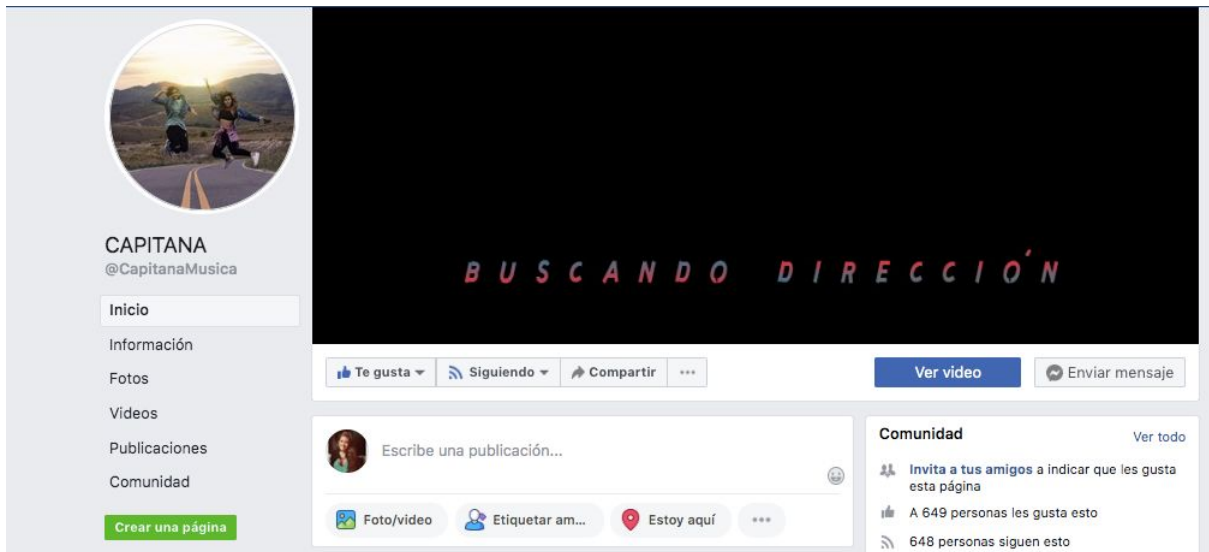 CAPITANA
@CapitanaMusica
Inicio
Información
Fotos
Videos
Publicaciones
Comunidad
Crear una página
BUSCANDO DIRECCIÓN
Te gusta
Siguiendo
Compartir
Ver video
Enviar mensaje
Escribe una publicación...
Foto/video
Etiquetar am...
Estoy aquí
Comunidad
Ver todo
Invita a tus amigos a indicar que les gusta
esta página
A 649 personas les gusta esto
648 personas siguen esto